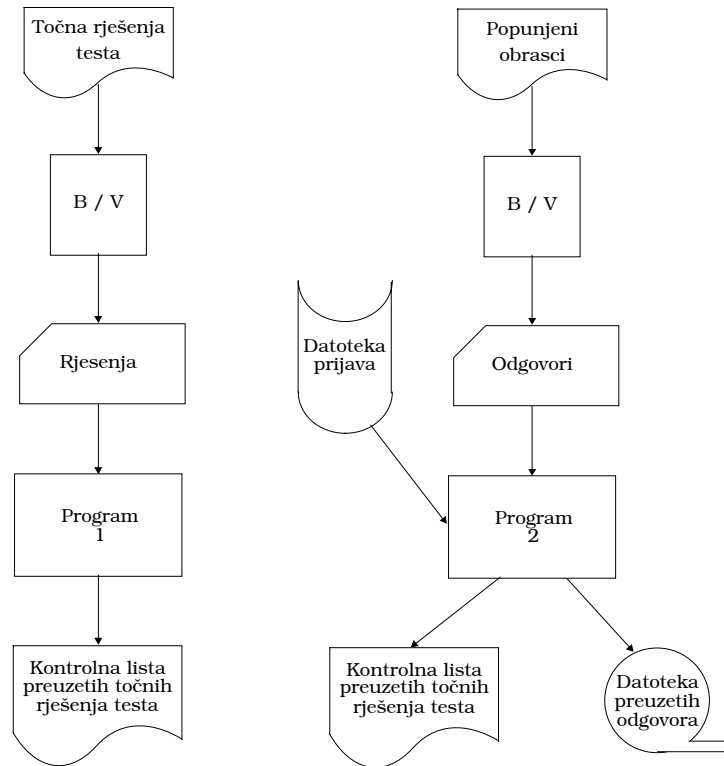 Točna rješenja
testa
B / V
Rjesenja
Program
1
Kontrolna lista
preuzetih točnih
rješenja testa
Popunjeni
obrasci
B / V
Datoteka
prijava
Odgovori
Program
2
Kontrolna lista
preuzetih točnih
rješenja testa
Datoteka
preuzetih
odgovora